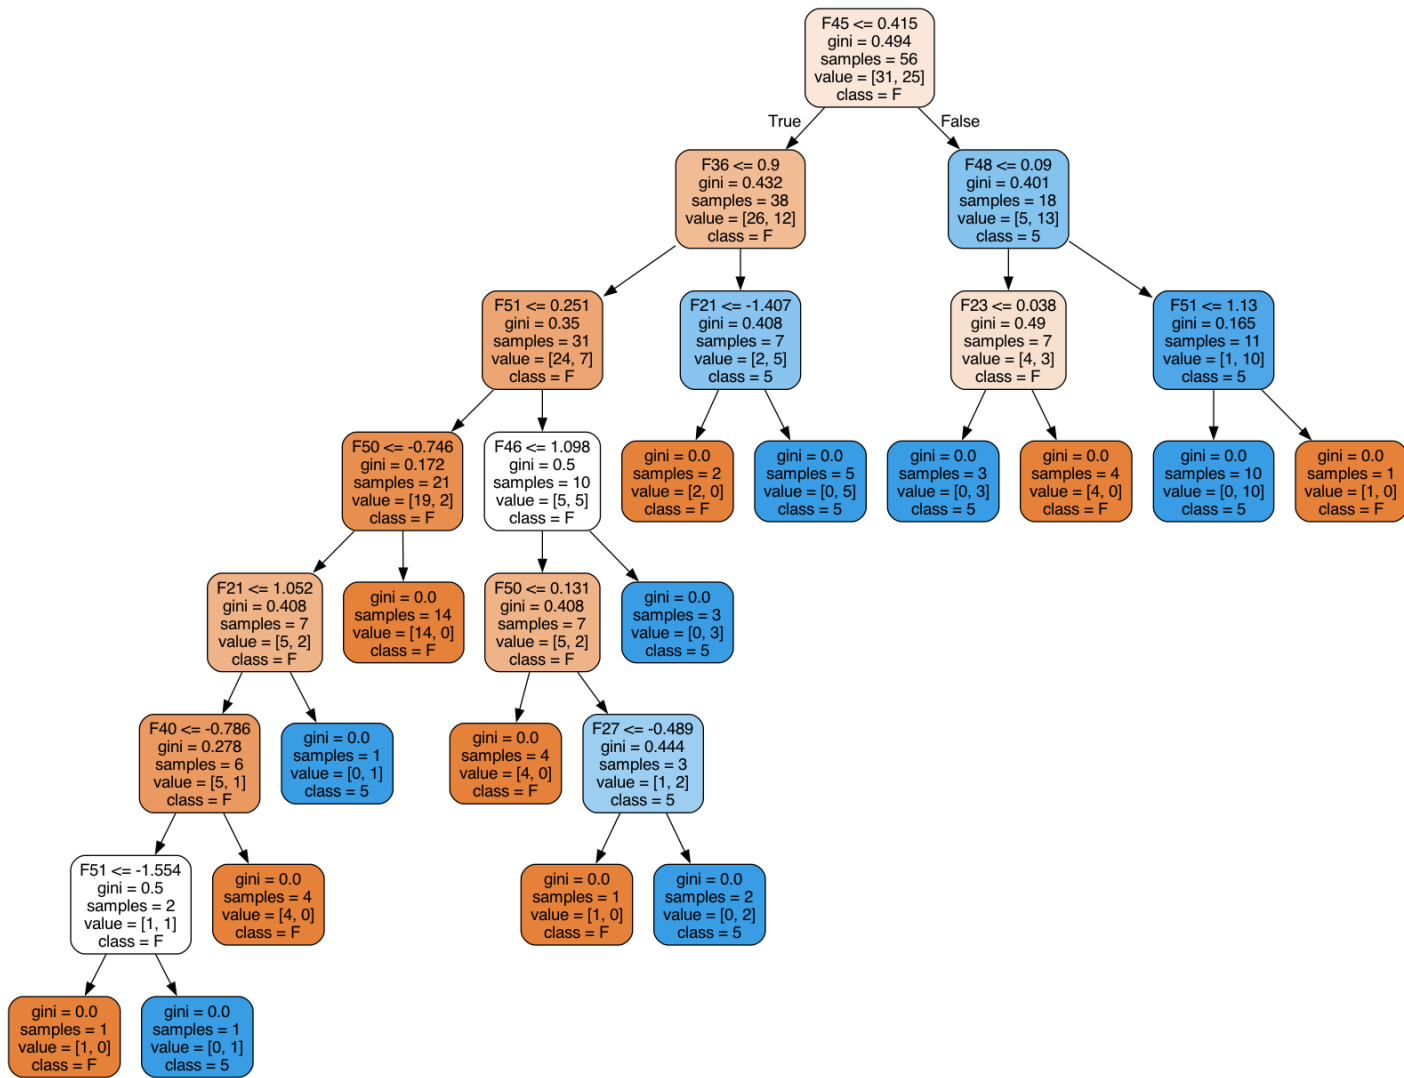 F45 <= 0.415
gini = 0.494
samples = 56
value = [31, 25]
class = F
True
False
F36 <= 0.9
gini = 0.432
samples = 38
value = [26, 12]
class = F
F48 <= 0.09
gini = 0.401
samples = 18
value = [5, 13]
class = 5
F51 <= 0.251
gini = 0.35
samples = 31
value = [24, 7]
class = F
F21 <= -1.407
gini = 0.408
samples = 7
value = [2, 5]
class = 5
F23 <= 0.038
gini = 0.49
samples = 7
value = [4, 3]
class = F
F51 <= 1.13
gini = 0.165
samples = 11
value = [1, 10]
class = 5
F50 <= -0.746
gini = 0.172
samples = 21
value = [19, 2]
class = F
F46 <= 1.098
gini = 0.5
samples = 10
value = [5, 5]
class = F
gini = 0.0
samples = 2
value = [2, 0]
class = F
gini = 0.0
samples = 5
value = [0, 5]
class = 5
gini = 0.0
samples = 3
value = [0, 3]
class = 5
gini = 0.0
samples = 4
value = [4, 0]
class = F
gini = 0.0
samples = 10
value = [0, 10]
class = 5
gini = 0.0
samples = 1
value = [1, 0]
class = F
F21 <= 1.052
gini = 0.408
samples = 7
value = [5, 2]
class = F
gini = 0.0
samples = 14
value = [14, 0]
class = F
F50 <= 0.131
gini = 0.408
samples = 7
value = [5, 2]
class = F
gini = 0.0
samples = 3
value = [0, 3]
class = 5
F40 <= -0.786
gini = 0.278
samples = 6
value = [5, 1]
class = F
gini = 0.0
samples = 1
value = [0, 1]
class = 5
gini = 0.0
samples = 4
value = [4, 0]
class = F
F27 <= -0.489
gini = 0.444
samples = 3
value = [1, 2]
class = 5
F51 <= -1.554
gini = 0.5
samples = 2
value = [1, 1]
class = F
gini = 0.0
samples = 4
value = [4, 0]
class = F
gini = 0.0
samples = 1
value = [1, 0]
class = F
gini = 0.0
samples = 2
value = [0, 2]
class = 5
gini = 0.0
samples = 1
value = [1, 0]
class = F
gini = 0.0
samples = 1
value = [0, 1]
class = 5